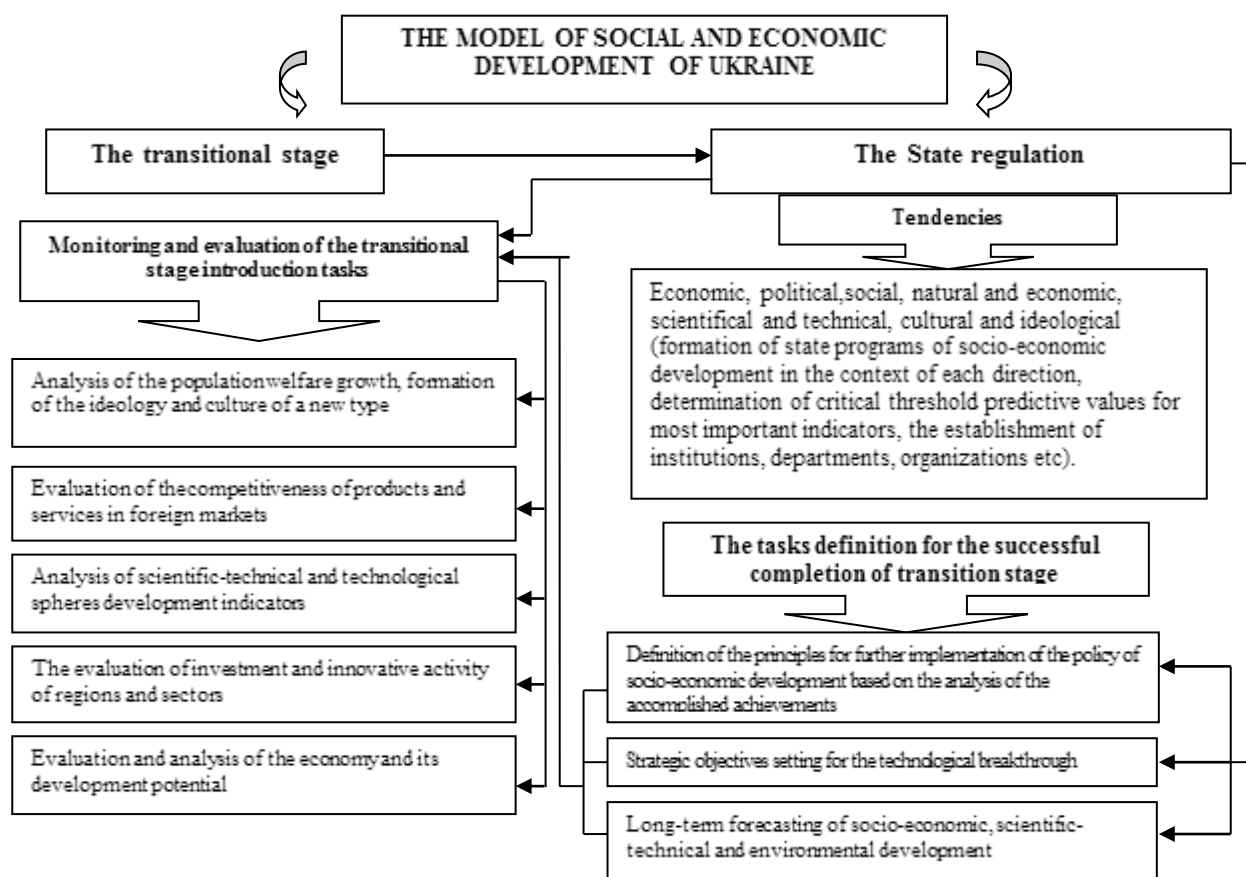 THE MODEL OF SOCIAL AND ECONOMIC
DEVELOPMENT OF UKRAINE
The transitional stage
The State regulation
Monitoring and evaluation of the transitional
stage introduction tasks
Analysis of the population welfare growth, formation
of the ideology and culture of a new type
Evaluation of the competitiveness of products and
services in foreign markets
Analysis of scientific-technical and technological
spheres development indicators
The evaluation of investment and innovative activity
of regions and sectors
Evaluation and analysis of the economy and its
development potential
Tendencies
Economic, political,social, natural and economic,
scientifical and technical, cultural and ideological
(formation of state programs of socio-economic
development in the context of each direction,
determination of critical threshold predictive values for
most important indicators, the establishment of
institutions, departments, organizations etc).
The tasks definition for the successful
completion of transition stage
Definition of the principles for further implementation of the policy of
socio-economic development based on the analysis of the
accomplished achievements
Strategic objectives setting for the technological breakthrough
Long-term forecasting of socio-economic, scientific-
technical and environmental development